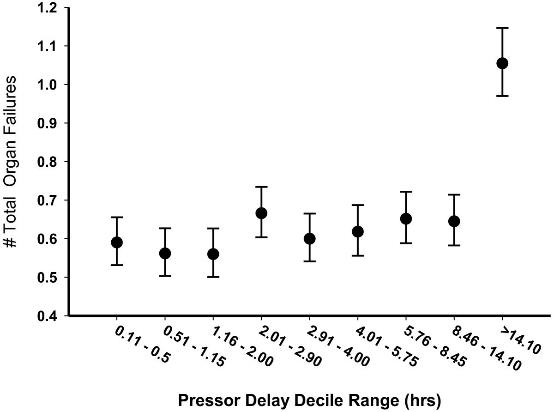 # Total Organ Failures
1.2
1.1
1.0
0.9
0.8
0.7
0.6
0.5
0.4
0.11 - 0.5
0.51 - 1.15
1.16 - 2.00
2.01 - 2.90
2.91 - 4.00
4.01 - 5.75
5.76 - 8.45
8.46 - 14.10
>14.10
Pressor Delay Decile Range (hrs)